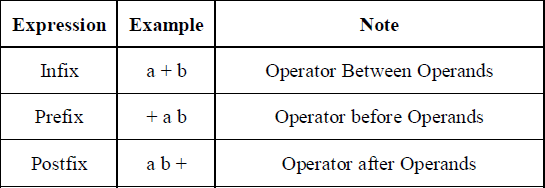 Expression Example Note
Infix a + b Operator Between Operands
Prefix + a b Operator before Operands
Postfix a b + Operator after Operands